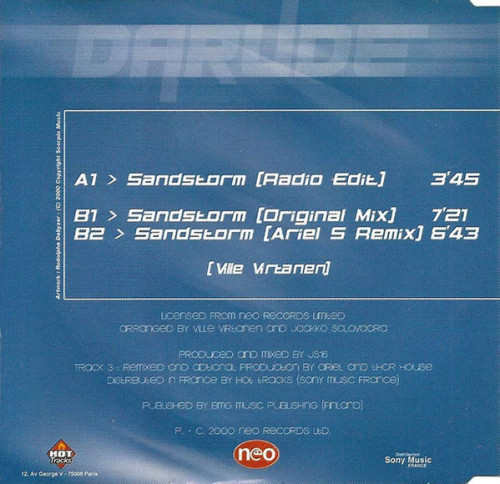 DARUDE
A1 > Sandstorm [Radio Edit] 3'45
B1 > Sandstorm [Original Mix] 7'21
B2 > Sandstorm [Ariel S Remix] 6'43
[Ville Virtanen]
Licensed from Neo Records Limited
Arranged by Ville Virtanen and Jackko Salovaara
Produced and mixed by JS16
Track 3 : Remixed and aditional production by Ariel and Thor House
Distributed in France by Hot Tracks (Sony Music France)
Published by BMG Music Publishing (Finland)
P. - C. 2000 Neo Records Ltd.
Artwork : Rodolphe Delyzer - (C) 2000 Copyright Scorpio Music
HOT
Tracks
12, Av George V - 75008 Paris
neo
Distribution
Sony Music
FRANCE